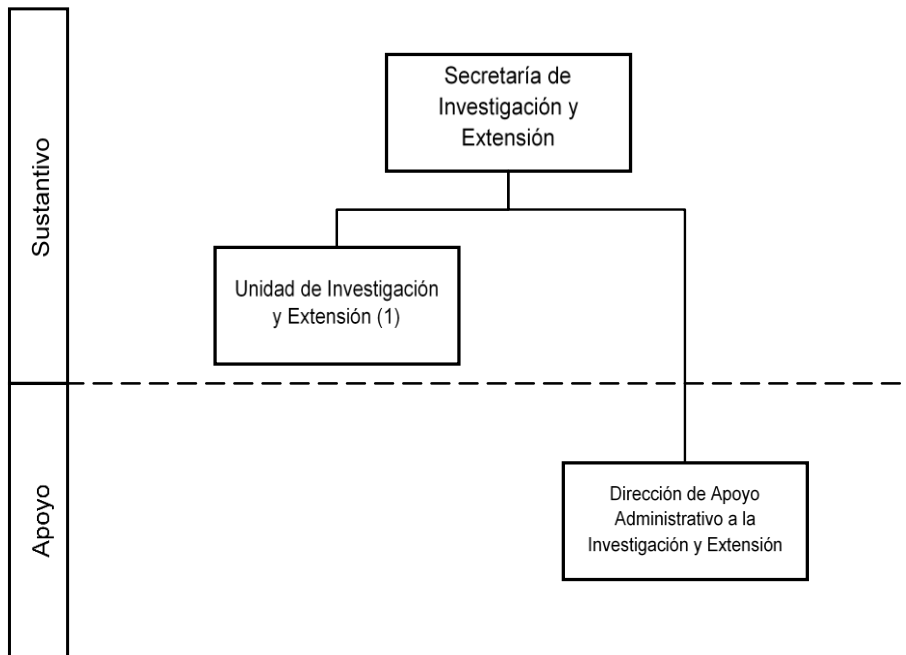 Sustantivo
Secretaría de
Investigación y
Extensión
Unidad de Investigación
y Extensión (1)
Apoyo
Dirección de Apoyo
Administrativo a la
Investigación y Extensión